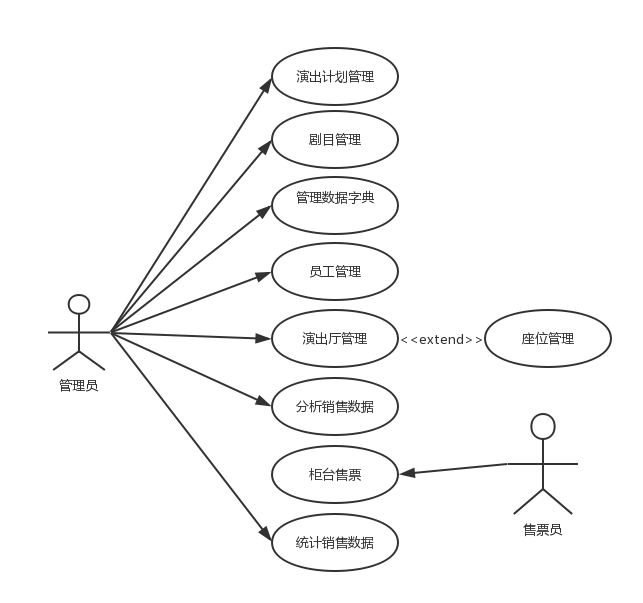 演出计划管理
剧目管理
管理数据字典
员工管理
演出厅管理
<<extend>>
座位管理
管理员
分析销售数据
柜台售票
售票员
统计销售数据